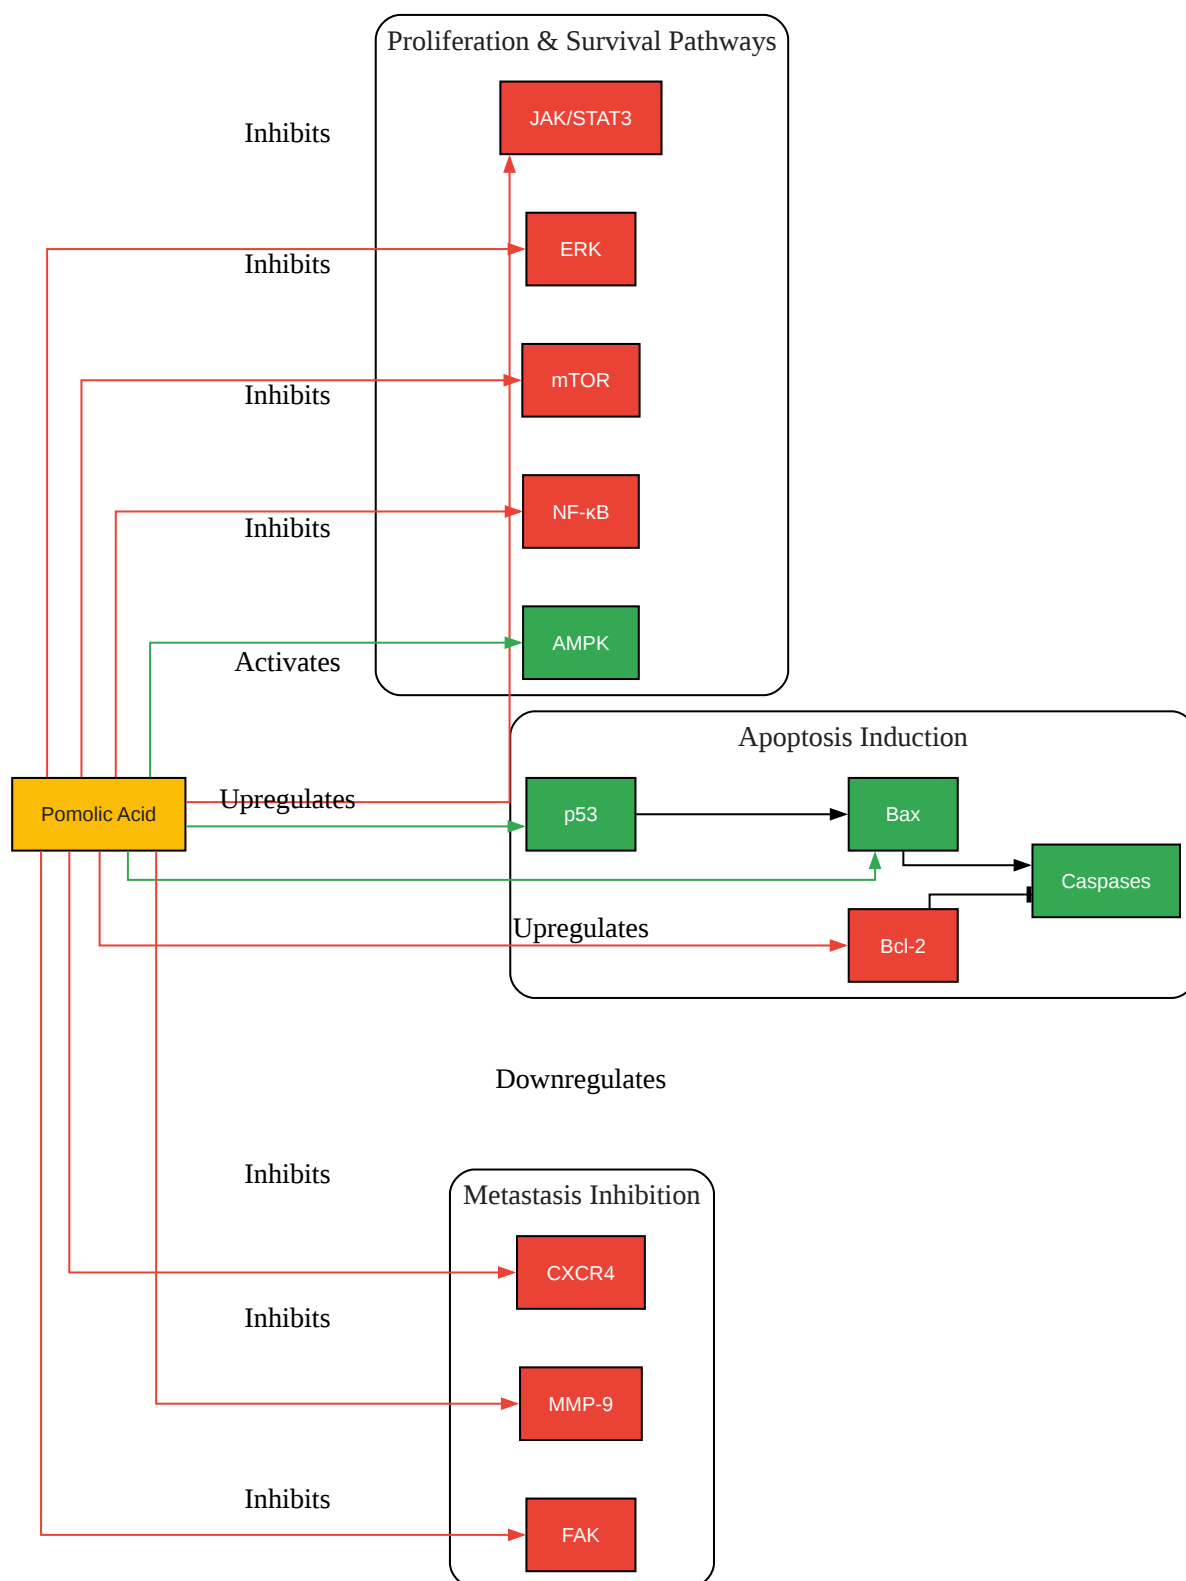 Proliferation & Survival Pathways
JAK/STAT3
Inhibits
ERK
Inhibits
mTOR
Inhibits
NF-κB
Inhibits
AMPK
Activates
Apoptosis Induction
Pomolic Acid
Upregulates
p53
Bax
Caspases
Upregulates
Bcl-2
Downregulates
Inhibits
Metastasis Inhibition
CXCR4
Inhibits
MMP-9
Inhibits
FAK